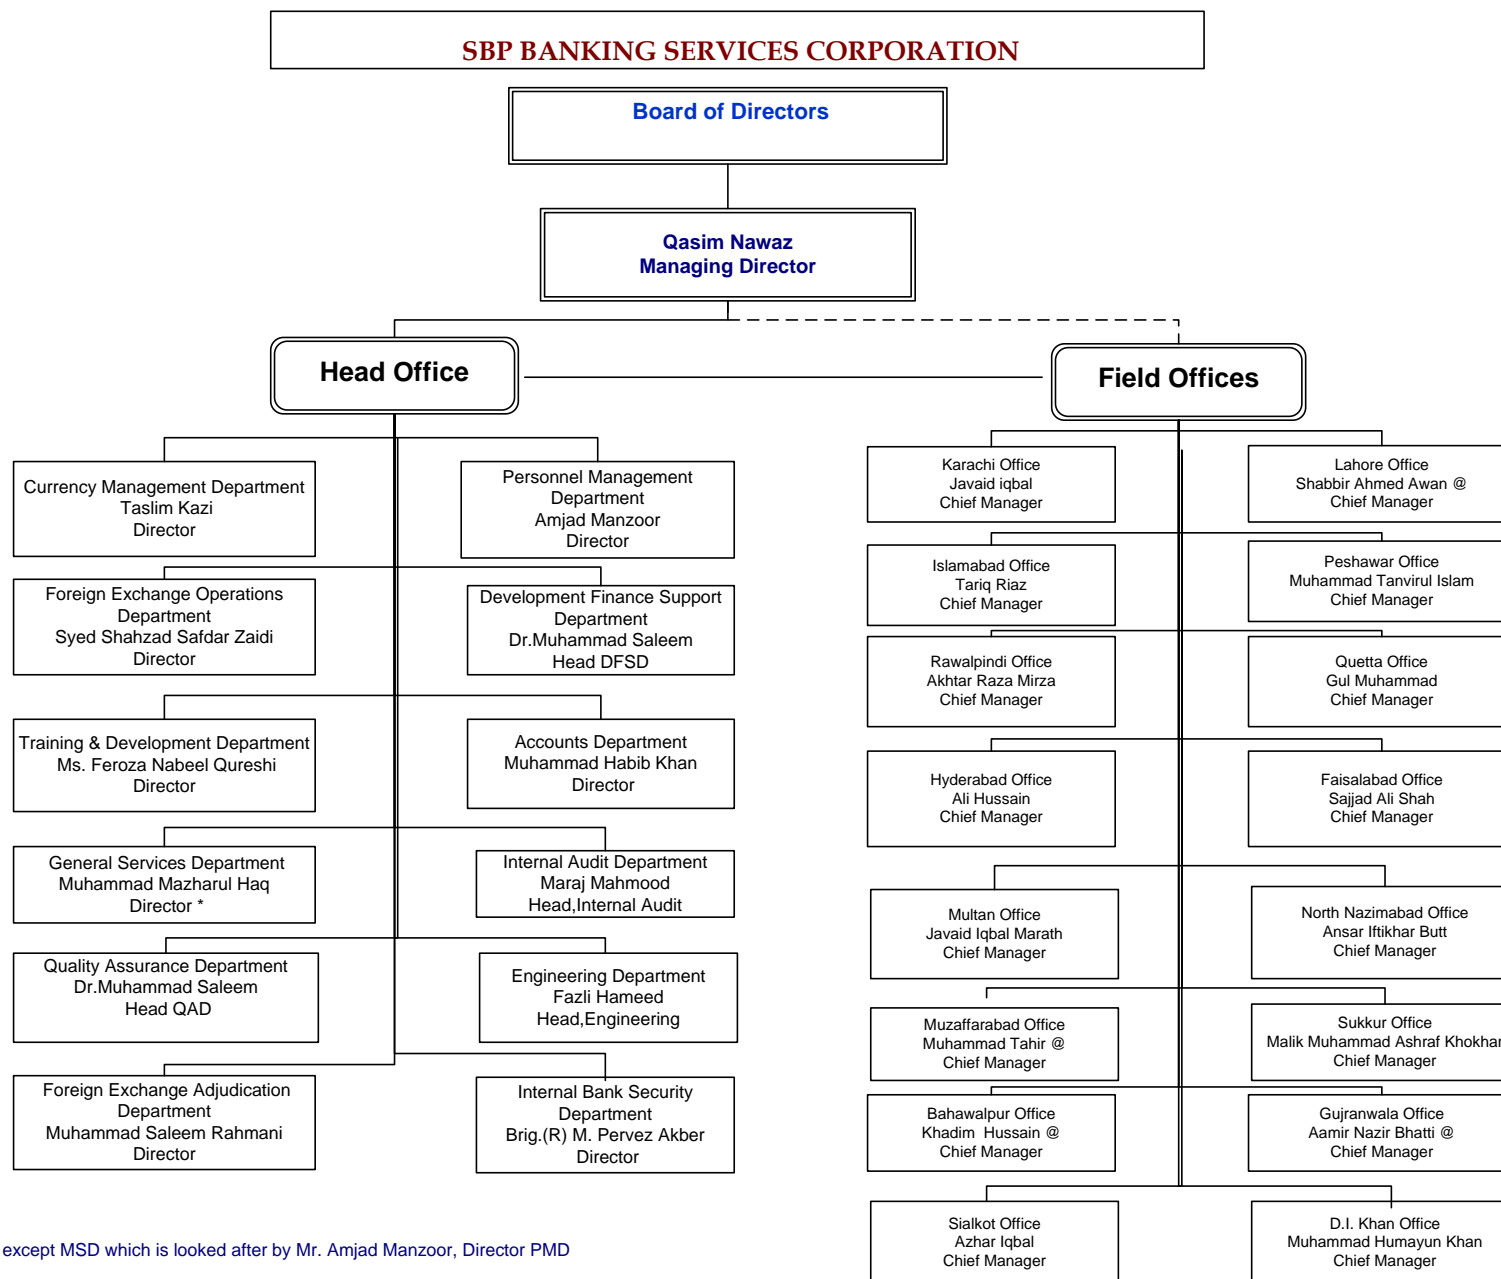 SBP BANKING SERVICES CORPORATION
Board of Directors
Qasim Nawaz
Managing Director
Head Office
Field Offices
Currency Management Department
Taslim Kazi
Director
Personnel Management
Department
Amjad Manzoor
Director
Foreign Exchange Operations
Department
Syed Shahzad Safdar Zaidi
Director
Development Finance Support
Department
Dr.Muhammad Saleem
Head DFSD
Training & Development Department
Ms. Feroza Nabeel Qureshi
Director
Accounts Department
Muhammad Habib Khan
Director
General Services Department
Muhammad Mazharul Haq
Director *
Internal Audit Department
Maraj Mahmood
Head,Internal Audit
Quality Assurance Department
Dr.Muhammad Saleem
Head QAD
Engineering Department
Fazli Hameed
Head,Engineering
Foreign Exchange Adjudication
Department
Muhammad Saleem Rahmani
Director
Internal Bank Security
Department
Brig.(R) M. Pervez Akber
Director
Karachi Office
Javaid iqbal
Chief Manager
Lahore Office
Shabbir Ahmed Awan @
Chief Manager
Islamabad Office
Tariq Riaz
Chief Manager
Peshawar Office
Muhammad Tanvirul Islam
Chief Manager
Rawalpindi Office
Akhtar Raza Mirza
Chief Manager
Quetta Office
Gul Muhammad
Chief Manager
Hyderabad Office
Ali Hussain
Chief Manager
Faisalabad Office
Sajjad Ali Shah
Chief Manager
Multan Office
Javaid Iqbal Marath
Chief Manager
North Nazimabad Office
Ansar Iftikhar Butt
Chief Manager
Muzaffarabad Office
Muhammad Tahir @
Chief Manager
Sukkur Office
Malik Muhammad Ashraf Khokhar
Chief Manager
Bahawalpur Office
Khadim Hussain @
Chief Manager
Gujranwala Office
Aamir Nazir Bhatti @
Chief Manager
Sialkot Office
Azhar Iqbal
Chief Manager
D.I. Khan Office
Muhammad Humayun Khan
Chief Manager
except MSD which is looked after by Mr. Amjad Manzoor, Director PMD